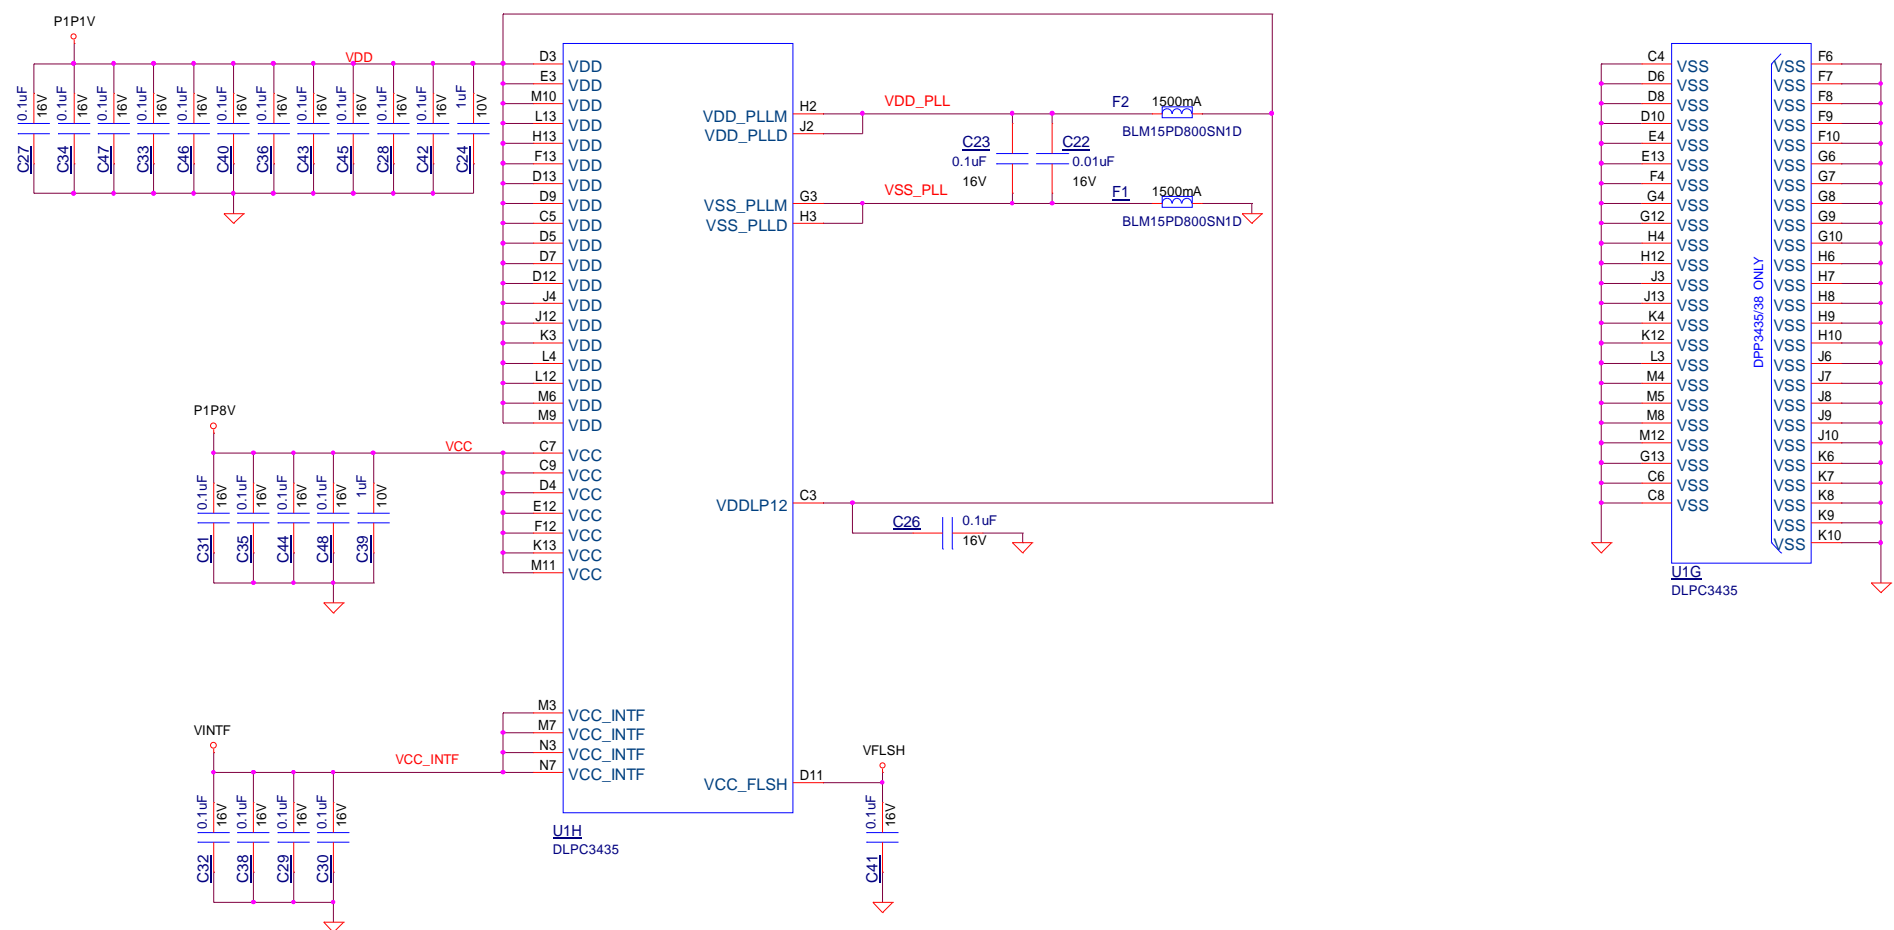 P1P1V
VDD
0.1uF 16V C27
0.1uF 16V C34
0.1uF 16V C47
0.1uF 16V C33
0.1uF 16V C46
0.1uF 16V C40
0.1uF 16V C36
0.1uF 16V C43
0.1uF 16V C45
0.1uF 16V C28
0.1uF 16V C42
1uF 10V C24
D3 VDD
E3 VDD
M10 VDD
L13 VDD
H13 VDD
F13 VDD
D13 VDD
D9 VDD
C5 VDD
D5 VDD
D7 VDD
D12 VDD
J4 VDD
J12 VDD
K3 VDD
L4 VDD
L12 VDD
M6 VDD
M9 VDD
P1P8V
VCC
0.1uF 16V C31
0.1uF 16V C35
0.1uF 16V C44
0.1uF 16V C48
1uF 10V C39
C7 VCC
C9 VCC
D4 VCC
E12 VCC
F12 VCC
K13 VCC
M11 VCC
VINTF
VCC_INTF
0.1uF 16V C32
0.1uF 16V C38
0.1uF 16V C29
0.1uF 16V C30
M3 VCC_INTF
M7 VCC_INTF
N3 VCC_INTF
N7 VCC_INTF
U1H
DLPC3435
VDD_PLLM H2
VDD_PLLD J2
VDD_PLL
VSS_PLLM G3
VSS_PLLD H3
VSS_PLL
C23
0.1uF
16V
C22
0.01uF
16V
F2
1500mA
BLM15PD800SN1D
F1
1500mA
BLM15PD800SN1D
VDDLP12 C3
C26
0.1uF
16V
VCC_FLSH D11
VFLSH
0.1uF 16V C41
C4 VSS
D6 VSS
D8 VSS
D10 VSS
E4 VSS
E13 VSS
F4 VSS
G4 VSS
G12 VSS
H4 VSS
H12 VSS
J3 VSS
J13 VSS
K4 VSS
K12 VSS
L3 VSS
M4 VSS
M5 VSS
M8 VSS
M12 VSS
G13 VSS
C6 VSS
C8 VSS
DPP3435/38 ONLY
VSS F6
VSS F7
VSS F8
VSS F9
VSS F10
VSS G6
VSS G7
VSS G8
VSS G9
VSS G10
VSS H6
VSS H7
VSS H8
VSS H9
VSS H10
VSS J6
VSS J7
VSS J8
VSS J9
VSS J10
VSS K6
VSS K7
VSS K8
VSS K9
VSS K10
U1G
DLPC3435